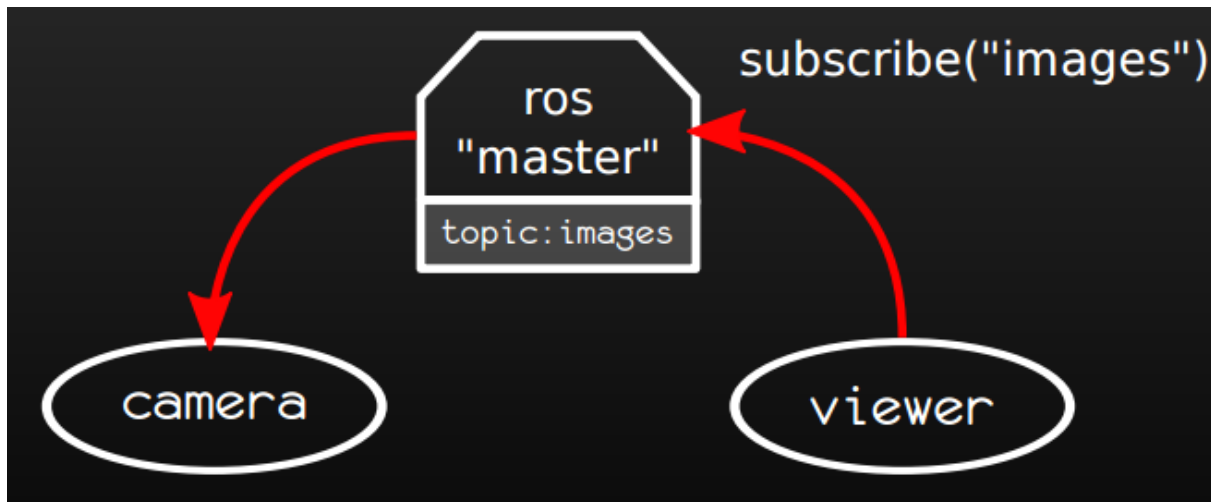 subscribe("images")
ros
"master"
topic:images
camera
viewer